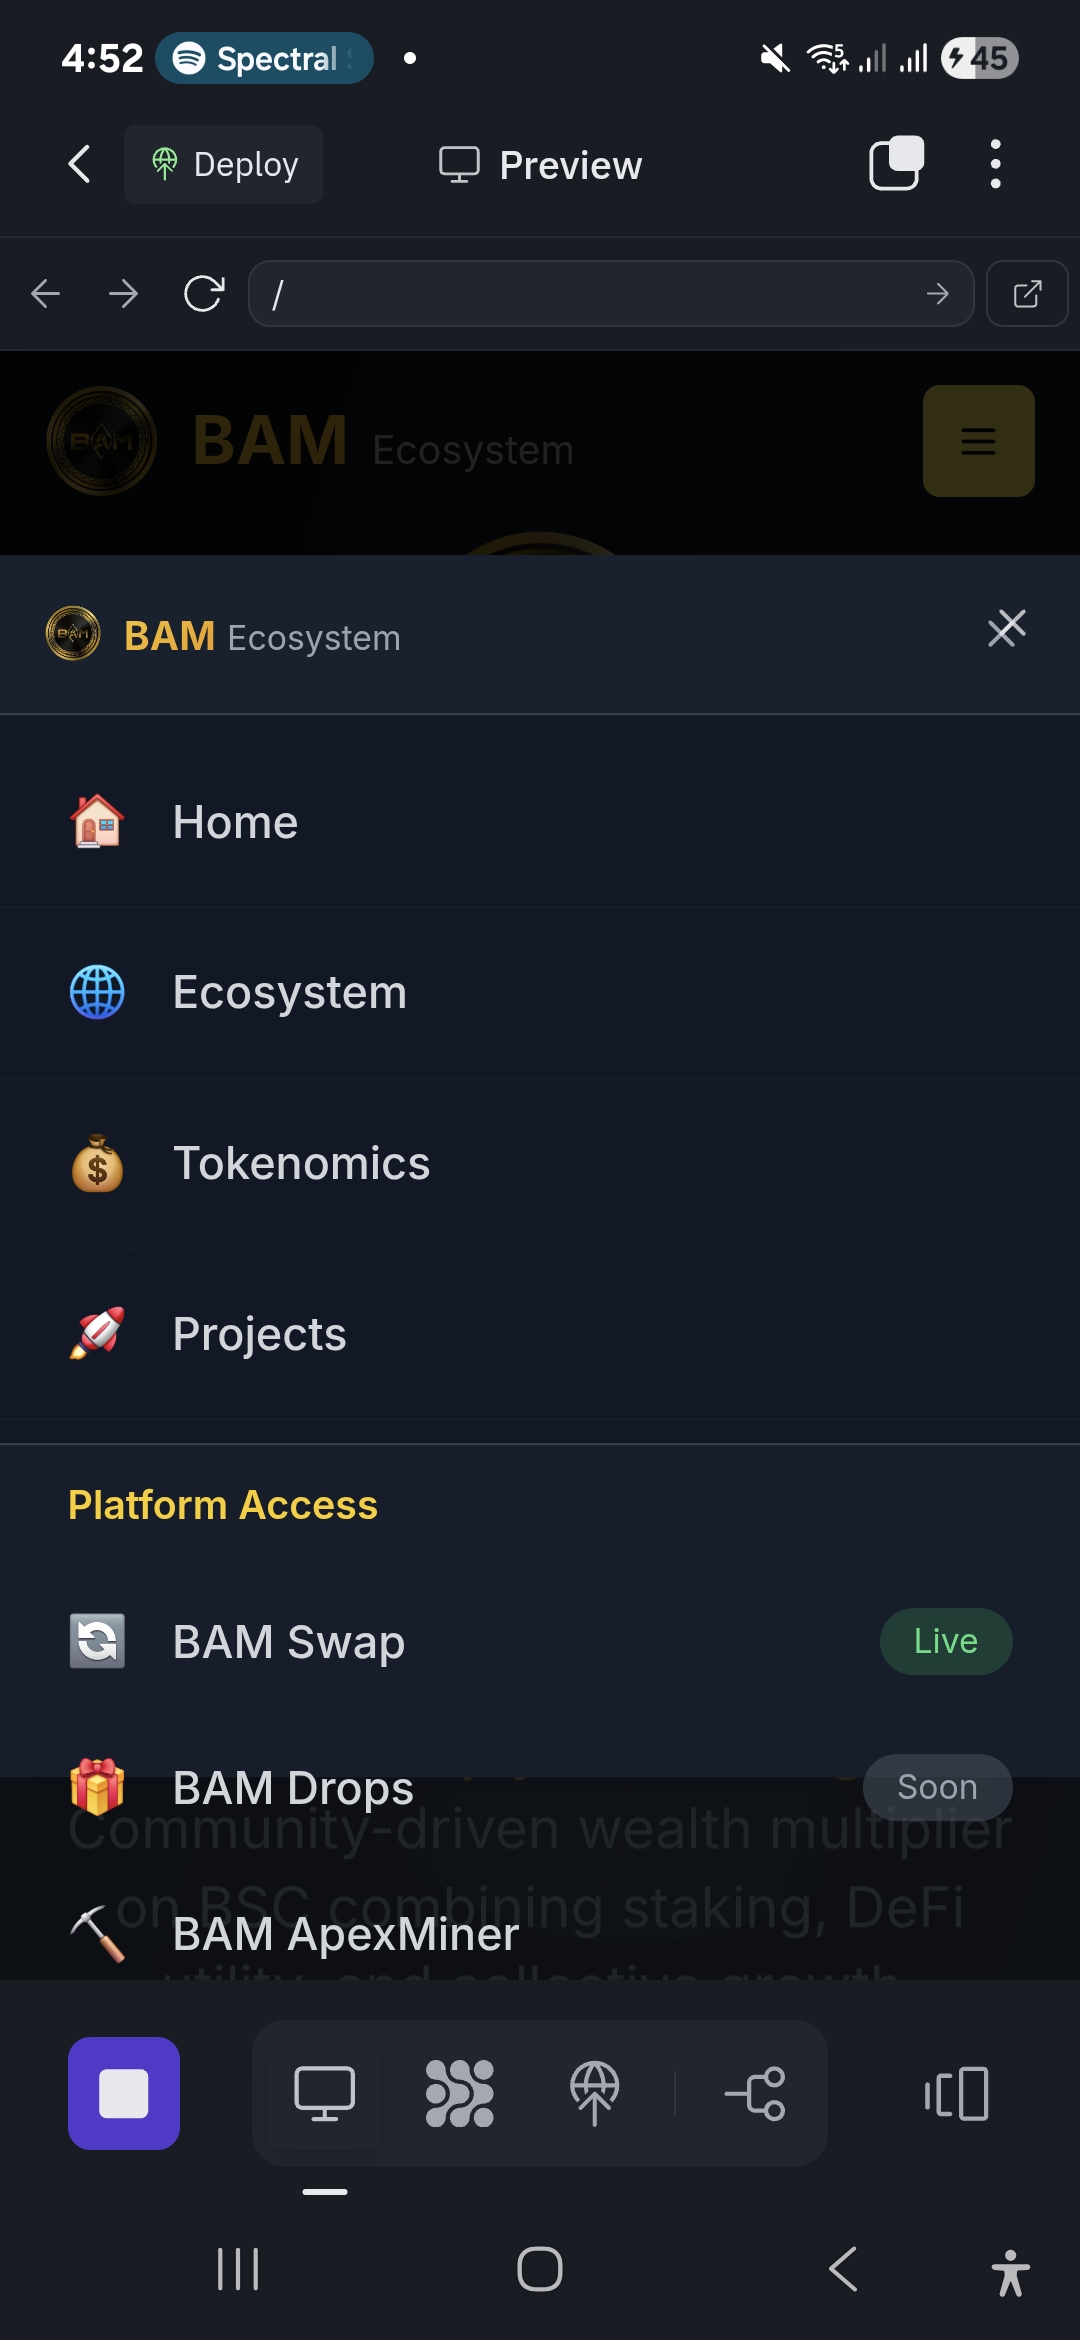 4:52 Spectral 5 45
Deploy Preview
/
BAM Ecosystem
BAM Ecosystem
Home
Ecosystem
Tokenomics
Projects
Platform Access
BAM Swap Live
BAM Drops Soon
Community-driven wealth multiplier
on BSC combining staking, DeFi
BAM ApexMiner
utility, and collective growth